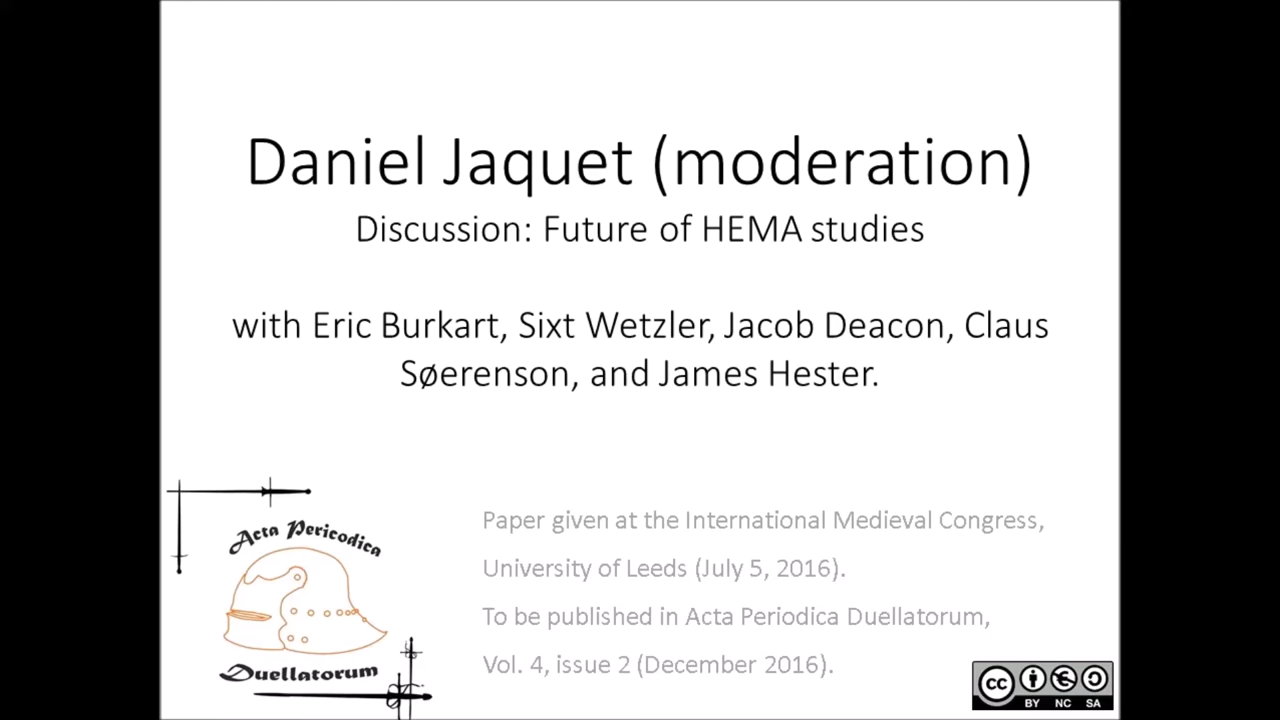 Daniel Jaquet (moderation)
Discussion: Future of HEMA studies
with Eric Burkart, Sixt Wetzler, Jacob Deacon, Claus
Søerenson, and James Hester.
Acta Pericodica
Duellatorum
Paper given at the International Medieval Congress,
University of Leeds (July 5, 2016).
To be published in Acta Periodica Duellatorum,
Vol. 4, issue 2 (December 2016).
cc
BY NC SA